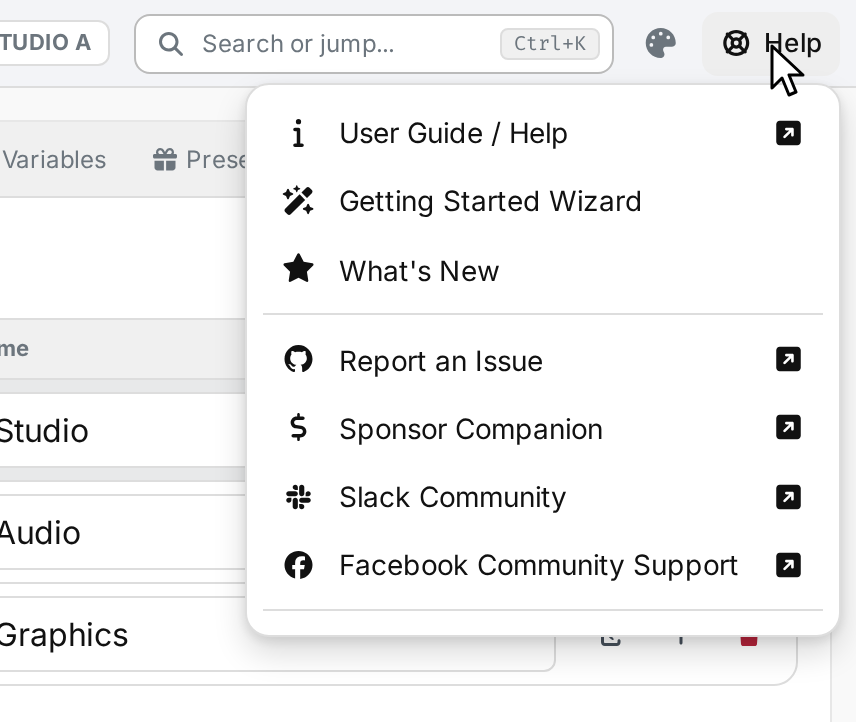 TUDIO A
Search or jump...
Ctrl+K
Help
Variables
Prese
User Guide / Help
Getting Started Wizard
What's New
me
Report an Issue
Studio
Sponsor Companion
Slack Community
Audio
Facebook Community Support
Graphics